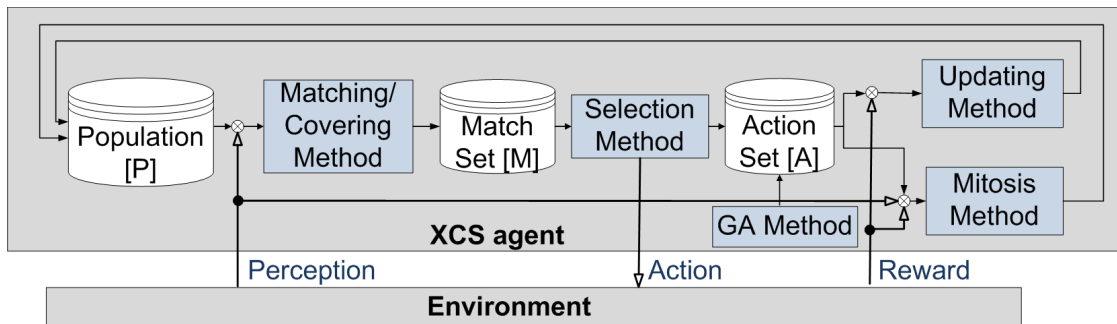 Population
[P]
Matching/
Covering
Method
Match
Set [M]
Selection
Method
Action
Set [A]
Updating
Method
Mitosis
Method
GA Method
XCS agent
Perception
Action
Reward
Environment